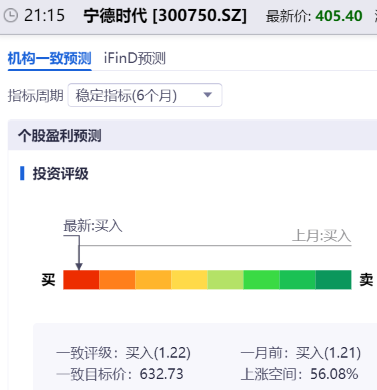 21:15 宁德时代 [300750.SZ] 最新价: 405.40
机构一致预测 iFinD预测
指标周期 稳定指标(6个月)
个股盈利预测
投资评级
最新:买入
上月:买入
买 卖
一致评级: 买入(1.22) 一月前: 买入(1.21)
一致目标价: 632.73 上涨空间: 56.08%